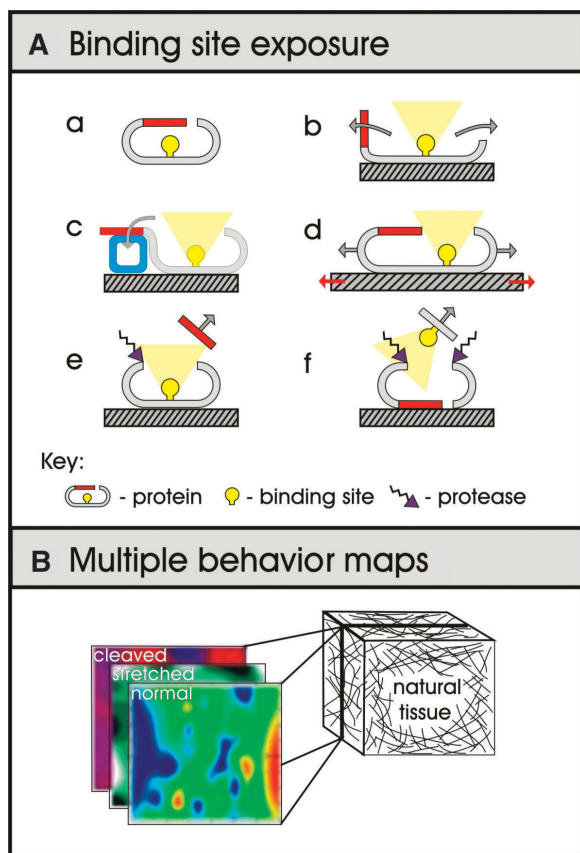 A Binding site exposure
a
b
c
d
e
f
Key:
- protein - binding site - protease
B Multiple behavior maps
cleaved
stretched
normal
natural
tissue